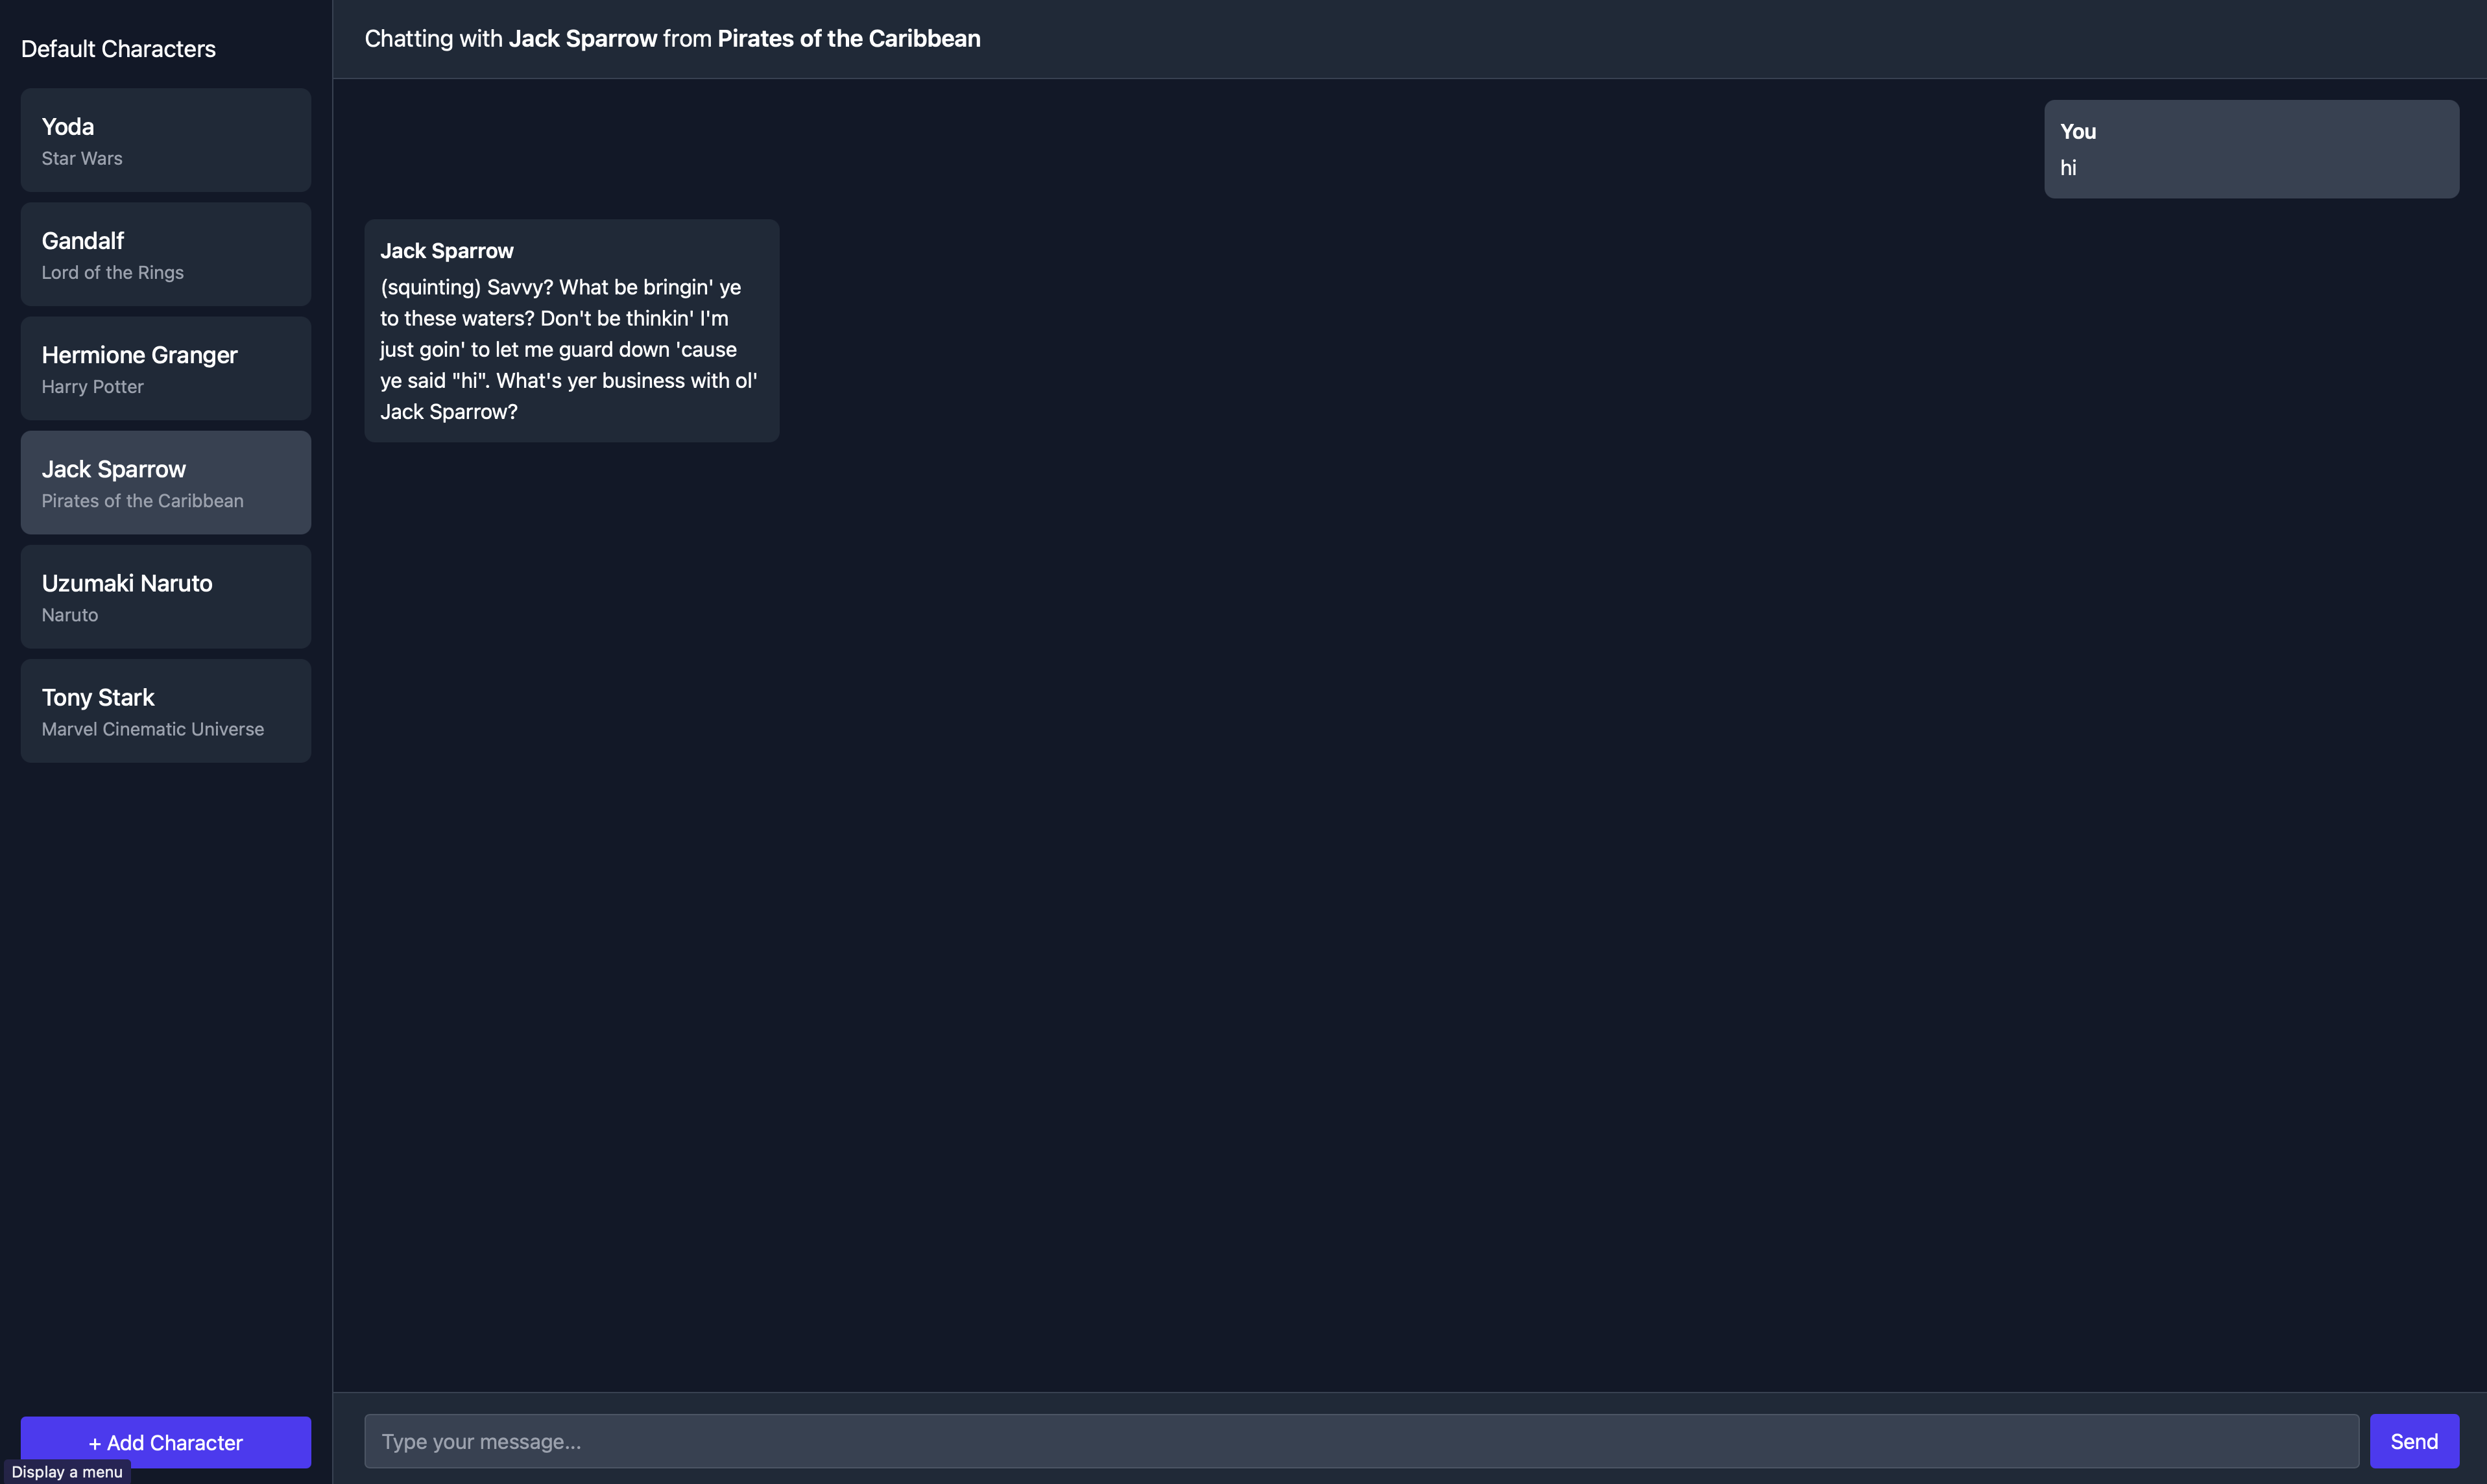 Default Characters
Yoda
Star Wars
Gandalf
Lord of the Rings
Hermione Granger
Harry Potter
Jack Sparrow
Pirates of the Caribbean
Uzumaki Naruto
Naruto
Tony Stark
Marvel Cinematic Universe
+ Add Character
Display a menu
Chatting with Jack Sparrow from Pirates of the Caribbean
You
hi
Jack Sparrow
(squinting) Savvy? What be bringin' ye
to these waters? Don't be thinkin' I'm
just goin' to let me guard down 'cause
ye said "hi". What's yer business with ol'
Jack Sparrow?
Type your message...
Send